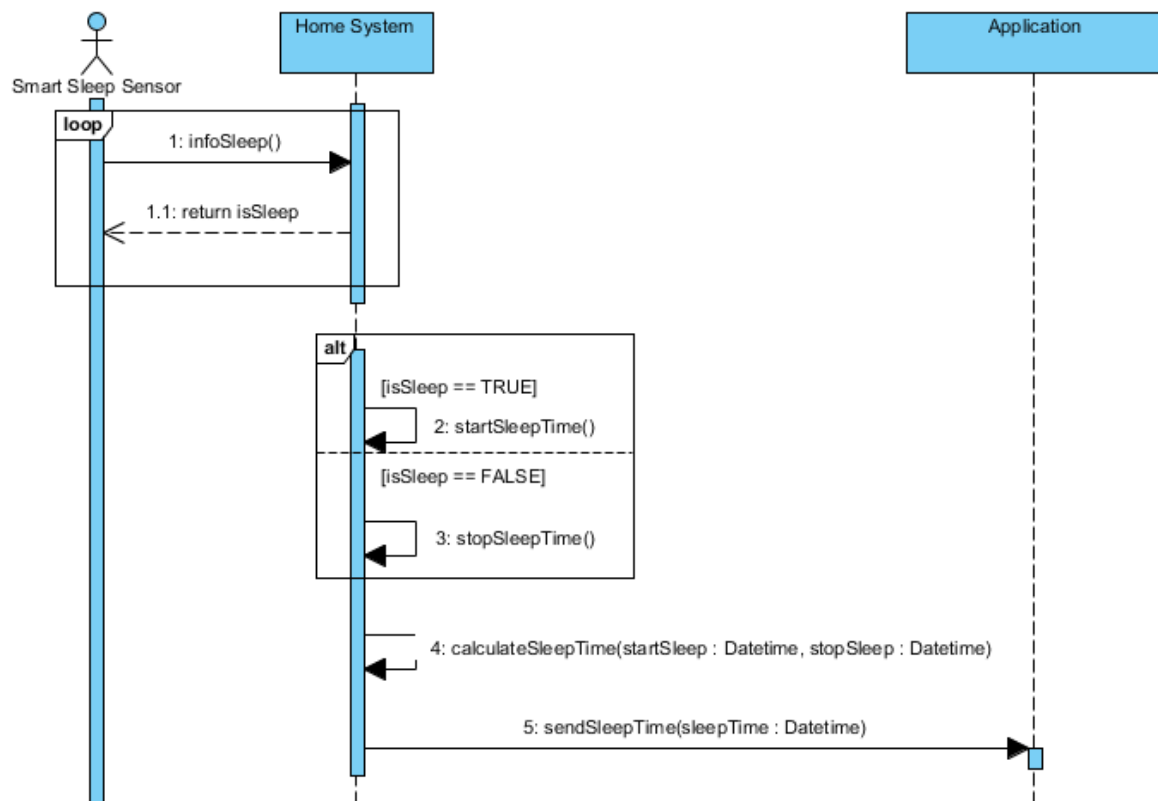 Home System
Application
Smart Sleep Sensor
loop
1: infoSleep()
1.1: return isSleep
alt
[isSleep == TRUE]
2: startSleepTime()
[isSleep == FALSE]
3: stopSleepTime()
4: calculateSleepTime(startSleep : Datetime, stopSleep : Datetime)
5: sendSleepTime(sleepTime : Datetime)